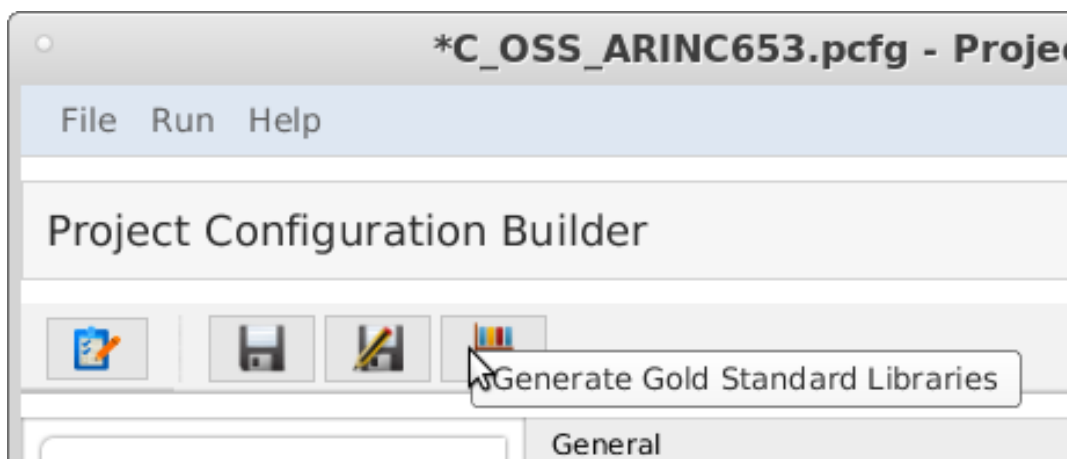 *C_OSS_ARINC653.pcfg - Proje
File Run Help
Project Configuration Builder
Generate Gold Standard Libraries
General